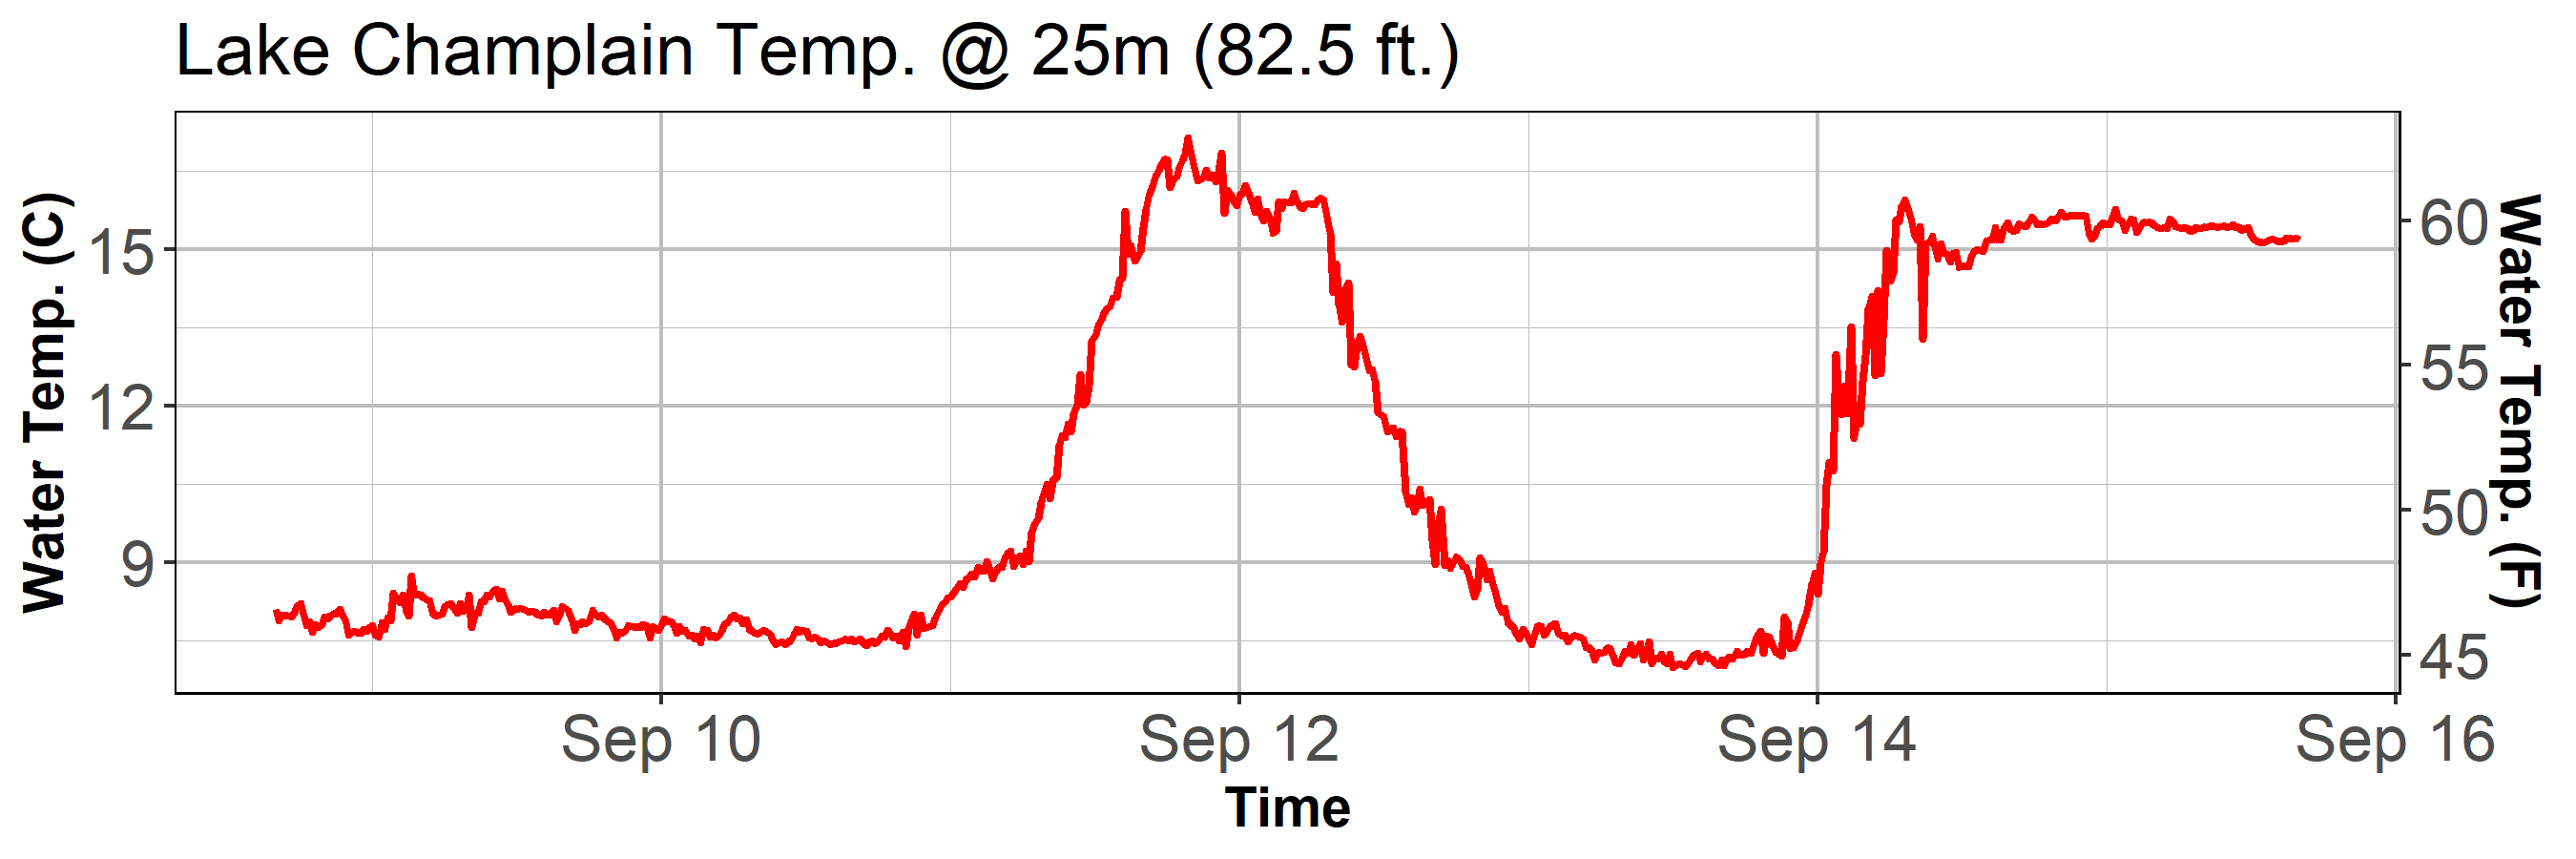 Lake Champlain Temp. @ 25m (82.5 ft.)
Water Temp. (C)
15
12
9
60
55
50
45
Water Temp. (F)
Sep 10
Sep 12
Sep 14
Sep 16
Time